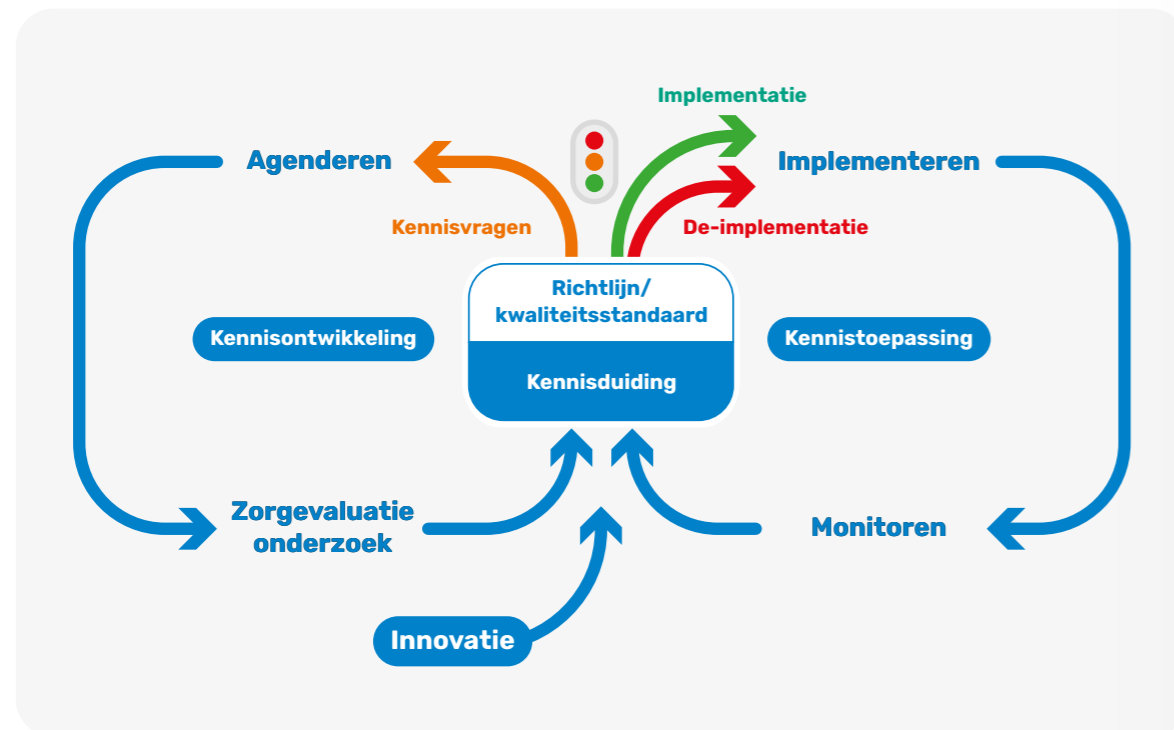 Implementatie
Agenderen
Implementeren
Kennisvragen
De-implementatie
Richtlijn/
kwaliteitsstandaard
Kennisontwikkeling
Kennistoepassing
Kennisduiding
Zorgevaluatie
onderzoek
Monitoren
Innovatie